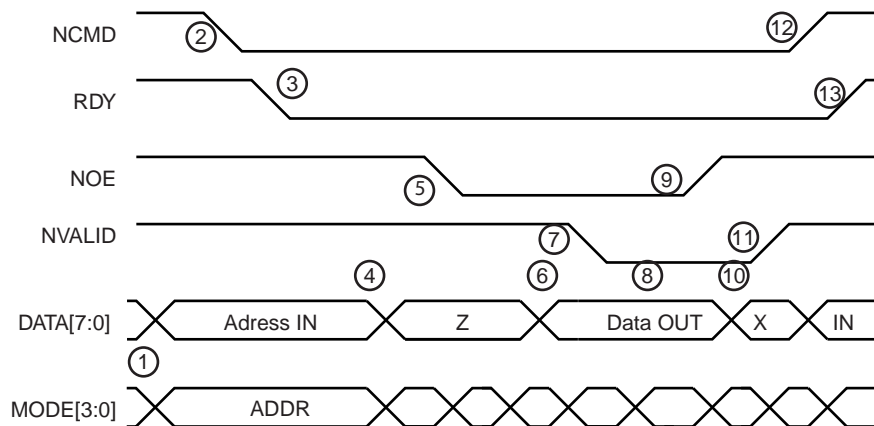 NCMD 2 12
RDY 3 13
NOE 5 9
NVALID 7 11
4 6 8 10
DATA[7:0] Adress IN Z Data OUT X IN
1
MODE[3:0] ADDR